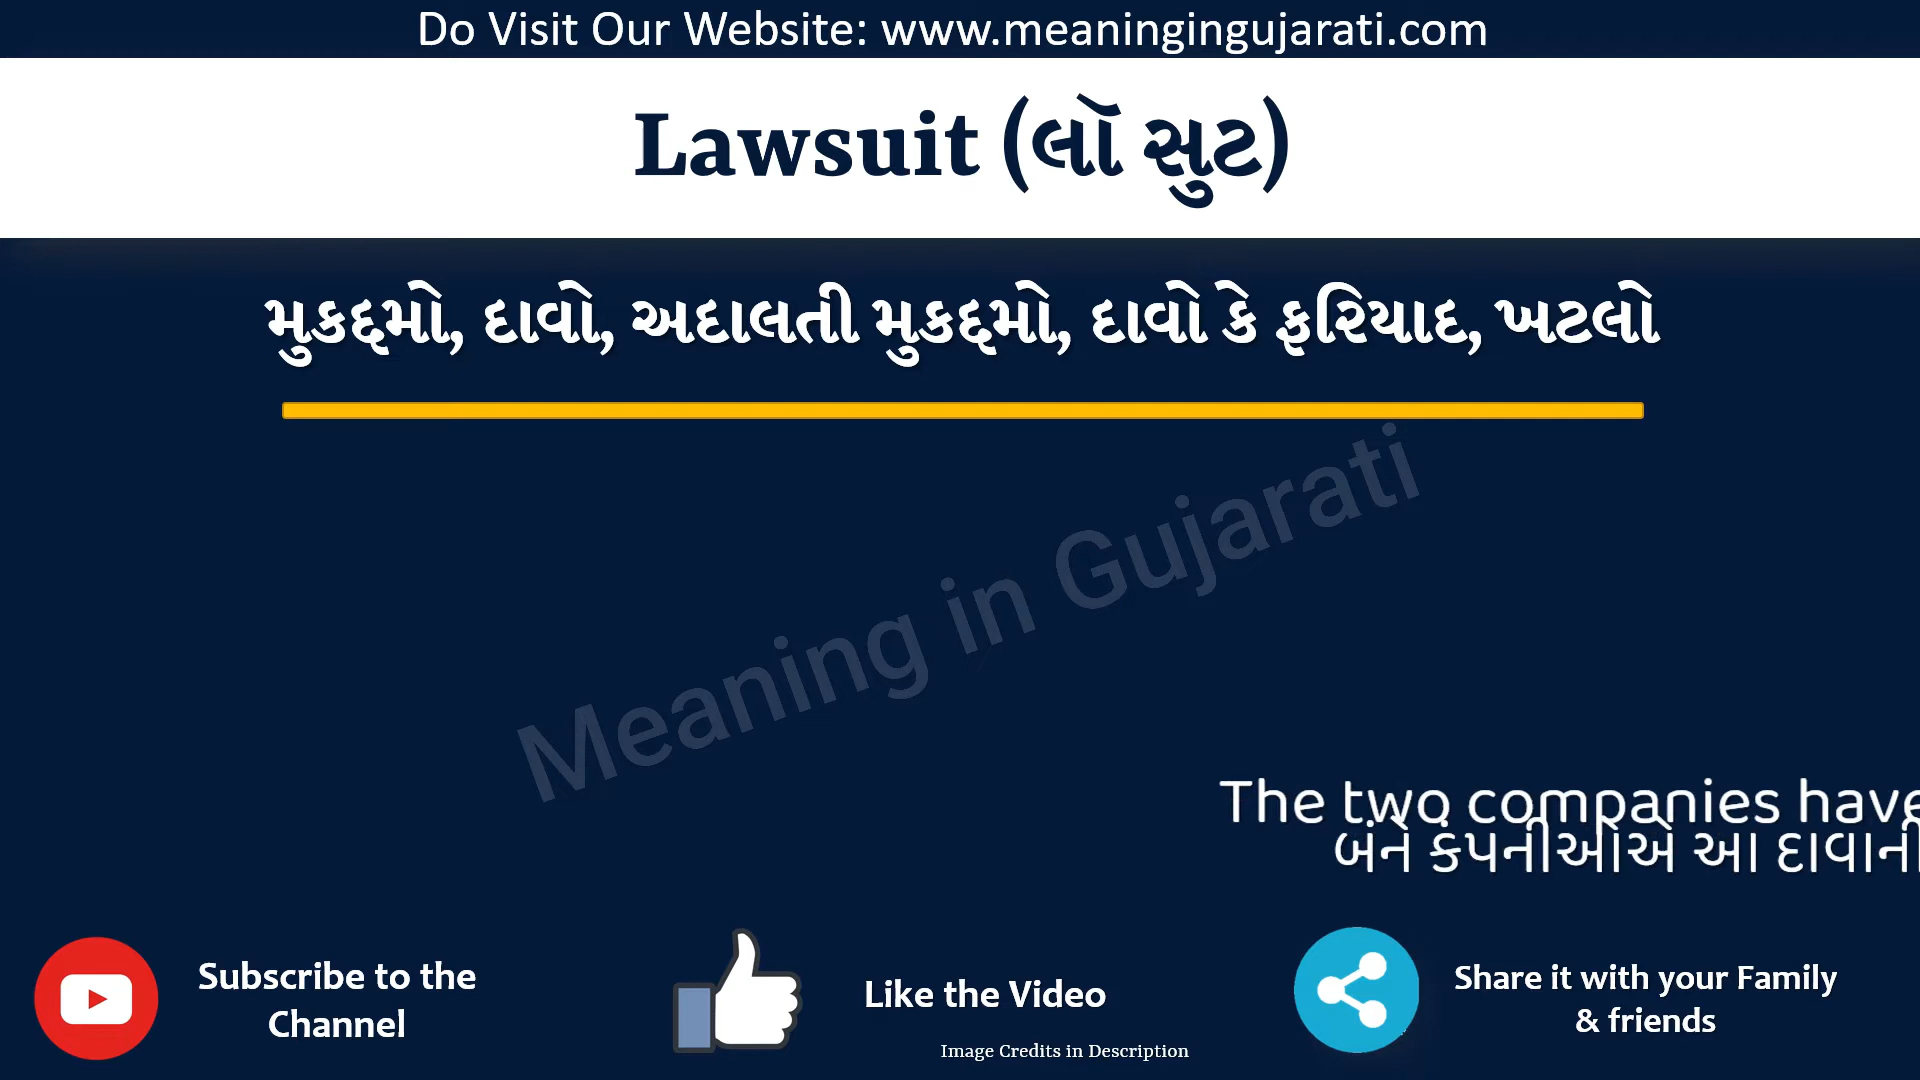 Do Visit Our Website: www.meaningingujarati.com
Lawsuit (લૉ સુટ)
મુકદ્દમો, દાવો, અદાલતી મુકદ્દમો, દાવો કે ફરિયાદ, ખટલો
Meaning in Gujarati
The two companies have
બંને કંપનીઓએ આ દાવાની
Subscribe to the
Channel
Like the Video
Share it with your Family
& friends
Image Credits in Description